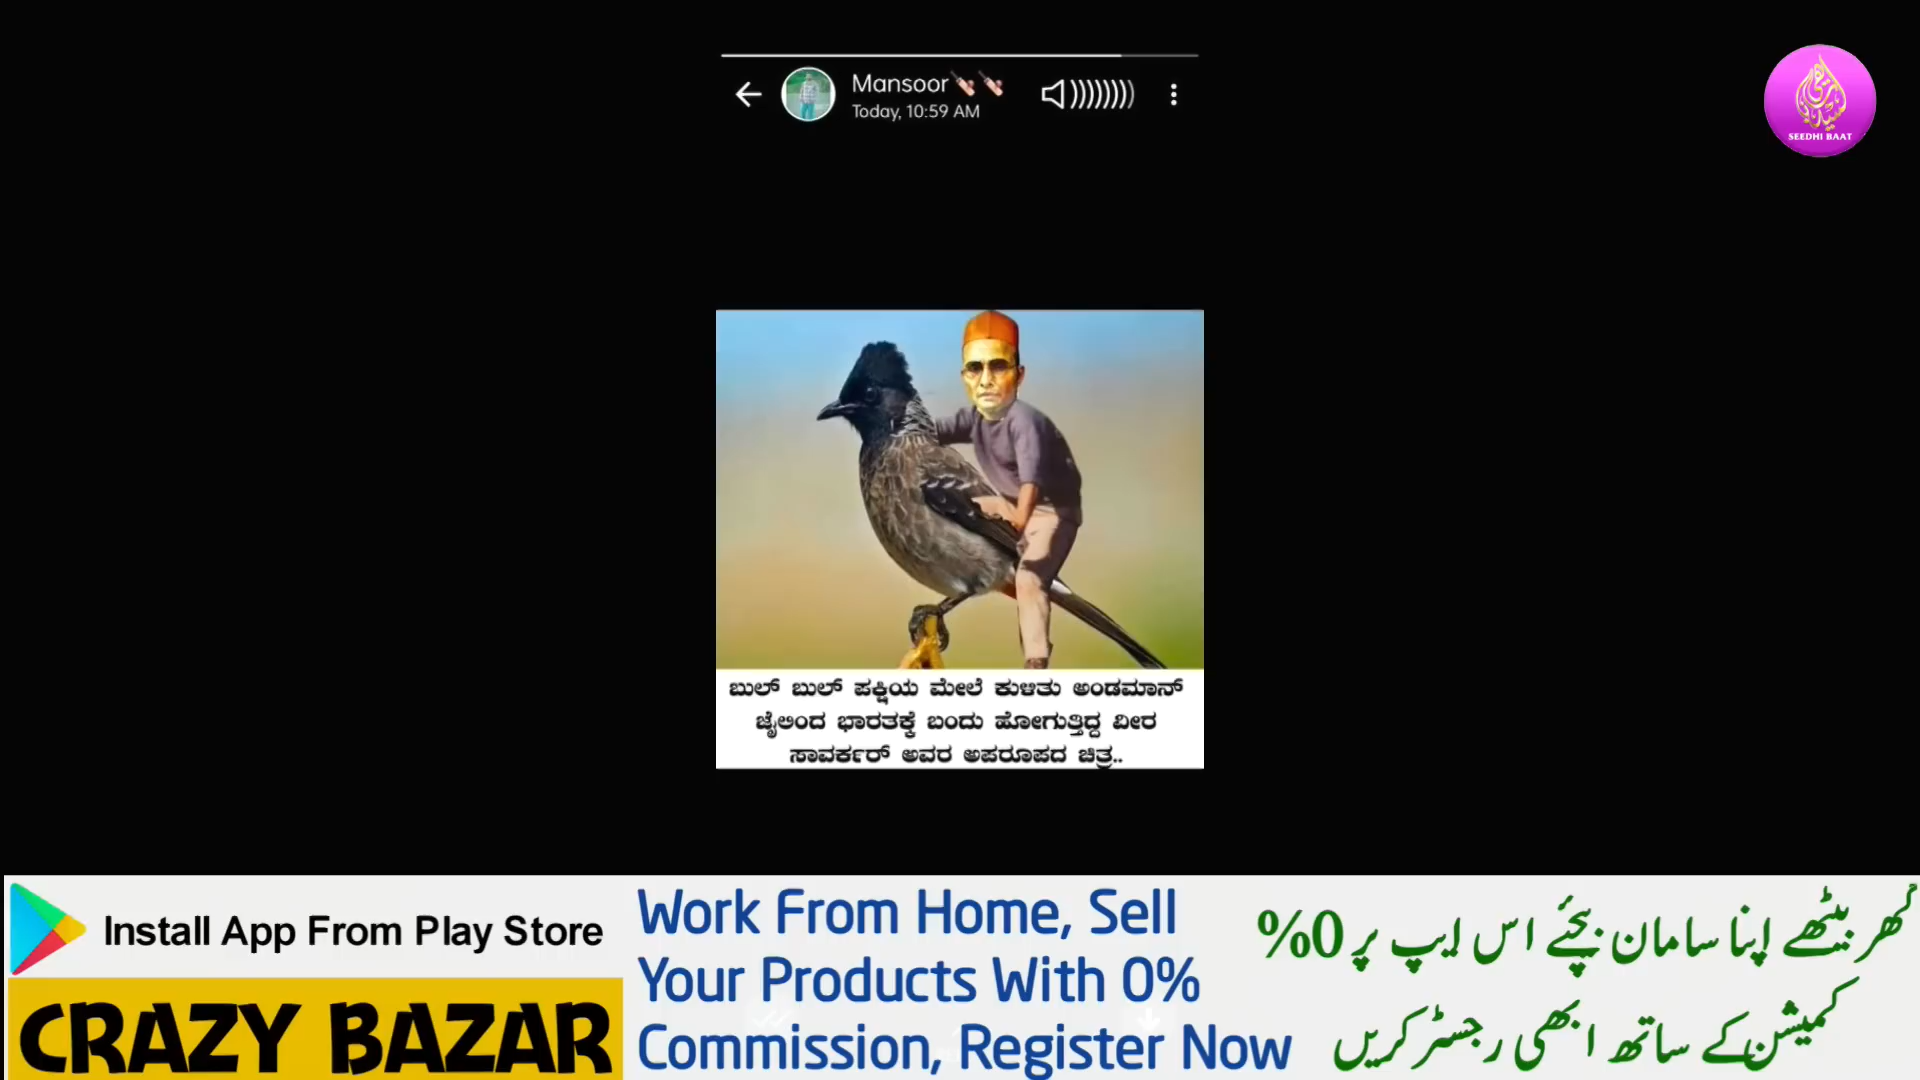 Mansoor
Today, 10:59 AM
SEEDHI BAAT
ಬುಲ್ ಬುಲ್ ಪಕ್ಷಿಯ ಮೇಲೆ ಕುಳಿತು ಅಂಡಮಾನ್
ಜೈಲಿಂದ ಭಾರತಕ್ಕೆ ಬಂದು ಹೋಗುತ್ತಿದ್ದ ವೀರ
ಸಾವರ್ಕರ್ ಅವರ ಅಪರೂಪದ ಚಿತ್ರ..
Install App From Play Store
CRAZY BAZAR
Work From Home, Sell
Your Products With 0%
Commission, Register Now
گھر بیٹھے اپنا سامان بیچئے اس ایپ پر 0%
کمیشن کے ساتھ ابھی رجسٹر کریں